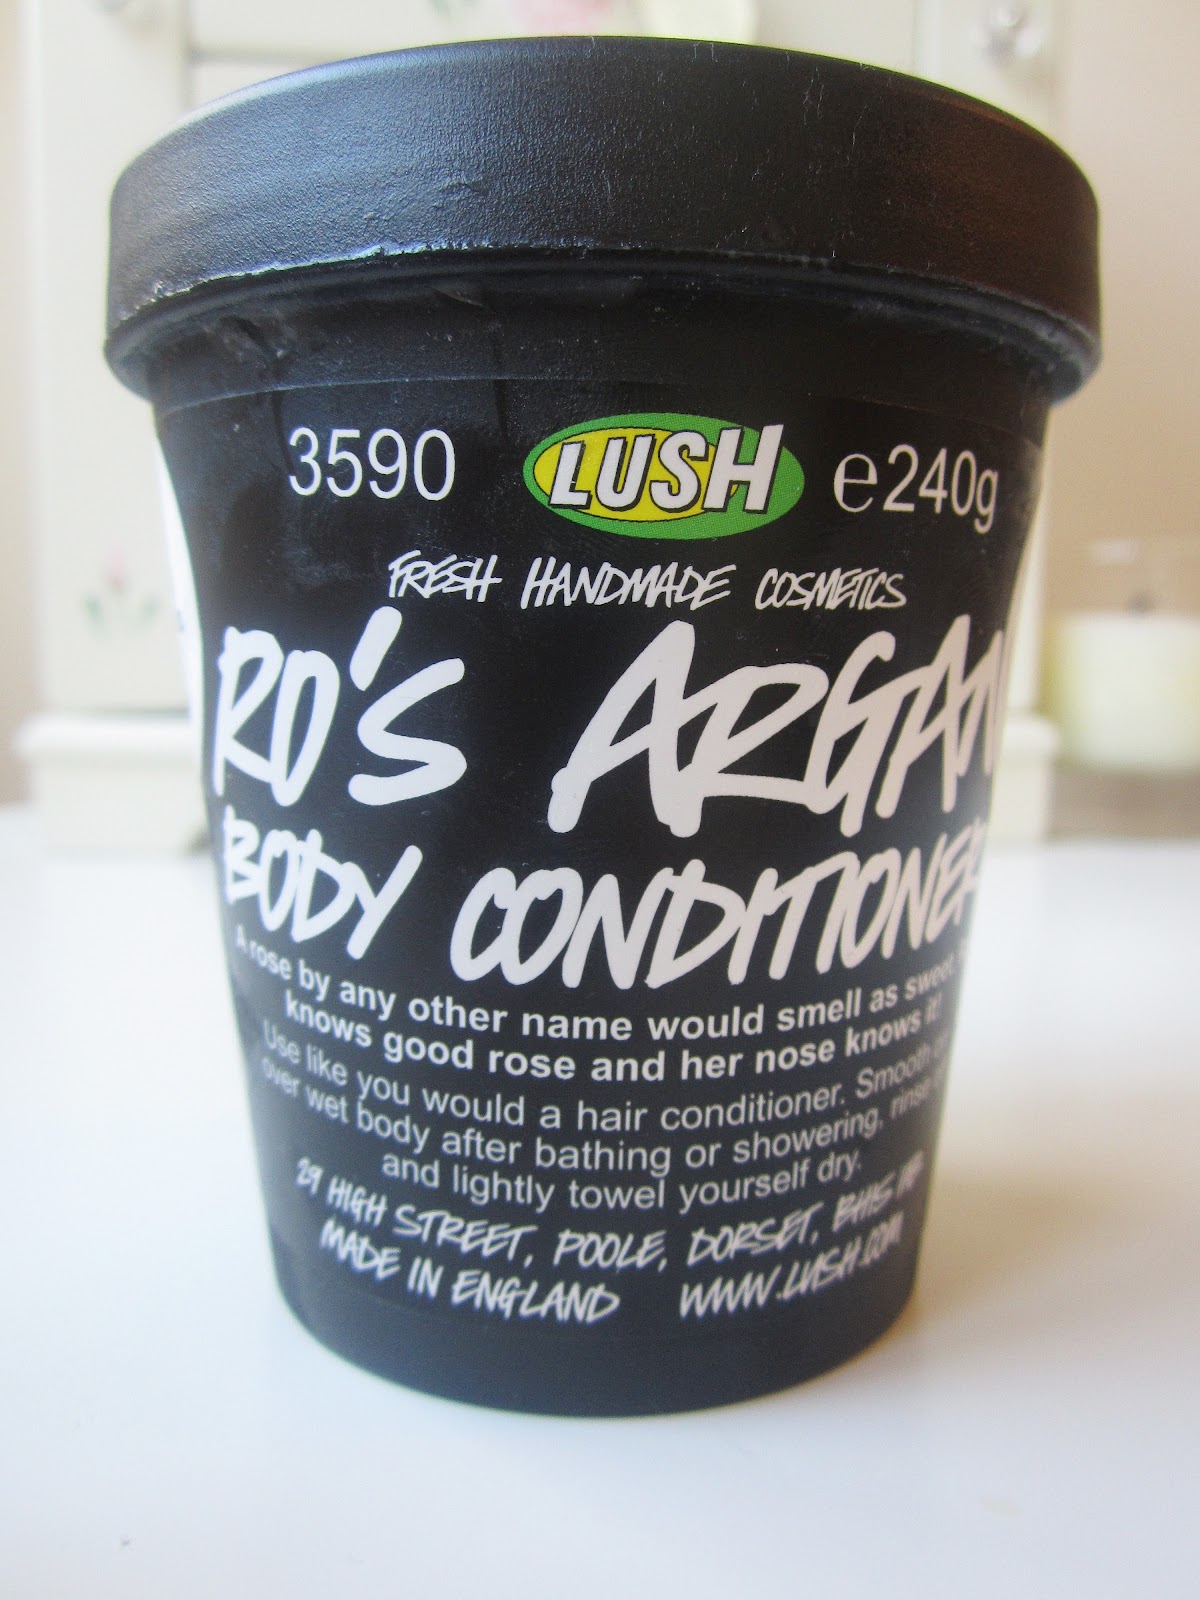 3590 LUSH e240g
FRESH HANDMADE COSMETICS
RO'S ARGAN
BODY CONDITIONER
A rose by any other name would smell as sweet.
knows good rose and her nose knows it!
Use like you would a hair conditioner. Smooth
over wet body after bathing or showering, rinse
and lightly towel yourself dry.
29 HIGH STREET, POOLE, DORSET, BH15
MADE IN ENGLAND WWW.LUSH.COM